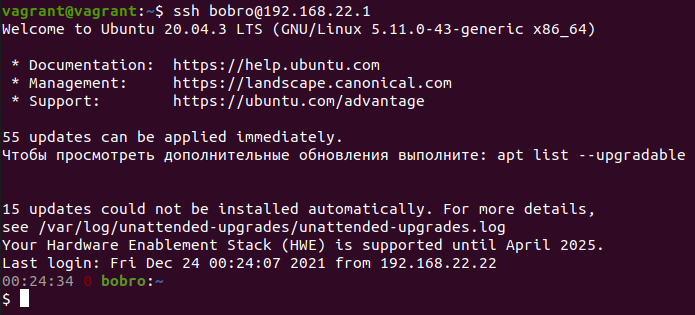 vagrant@vagrant:~$ ssh bobro@192.168.22.1
Welcome to Ubuntu 20.04.3 LTS (GNU/Linux 5.11.0-43-generic x86_64)
* Documentation:  https://help.ubuntu.com
* Management:     https://landscape.canonical.com
* Support:        https://ubuntu.com/advantage
55 updates can be applied immediately.
Чтобы просмотреть дополнительные обновления выполните: apt list --upgradable
15 updates could not be installed automatically. For more details,
see /var/log/unattended-upgrades/unattended-upgrades.log
Your Hardware Enablement Stack (HWE) is supported until April 2025.
Last login: Fri Dec 24 00:24:07 2021 from 192.168.22.22
00:24:34 0 bobro:~
$